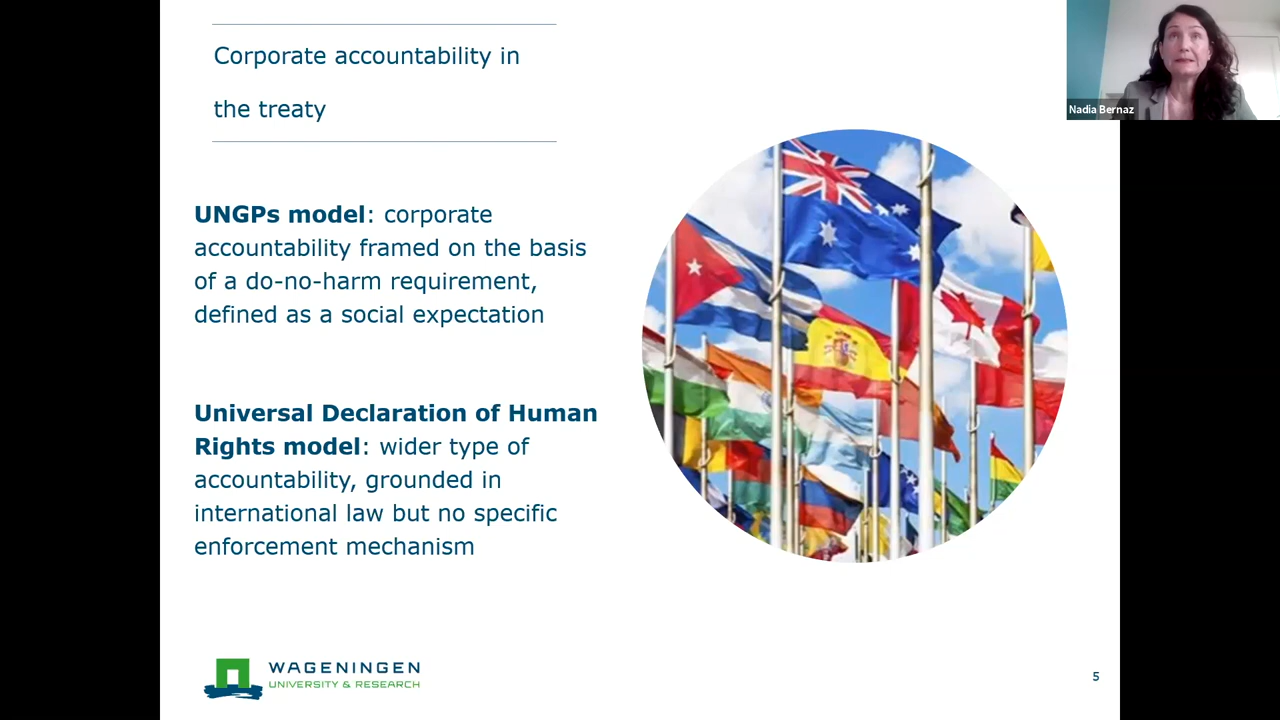 Corporate accountability in
the treaty
Nadia Bernaz
UNGPs model: corporate
accountability framed on the basis
of a do-no-harm requirement,
defined as a social expectation
Universal Declaration of Human
Rights model: wider type of
accountability, grounded in
international law but no specific
enforcement mechanism
WAGENINGEN
UNIVERSITY & RESEARCH
5